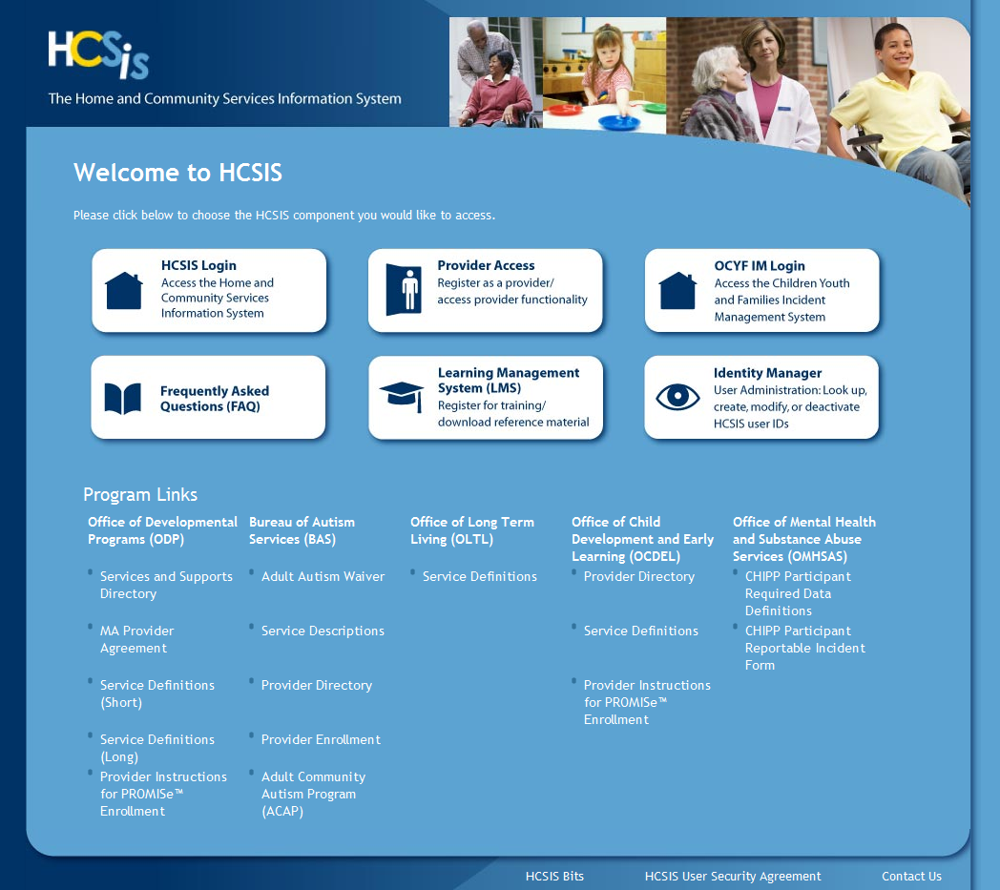 HCSis
The Home and Community Services Information System
Welcome to HCSIS
Please click below to choose the HCSIS component you would like to access.
HCSIS Login
Access the Home and
Community Services
Information System
Provider Access
Register as a provider/
access provider functionality
OCYF IM Login
Access the Children Youth
and Families Incident
Management System
Frequently Asked
Questions (FAQ)
Learning Management
System (LMS)
Register for training/
download reference material
Identity Manager
User Administration: Look up,
create, modify, or deactivate
HCSIS user IDs
Program Links
Office of Developmental
Programs (ODP)
Services and Supports
Directory
MA Provider
Agreement
Service Definitions
(Short)
Service Definitions
(Long)
Provider Instructions
for PROMISe™
Enrollment
Bureau of Autism
Services (BAS)
Adult Autism Waiver
Service Descriptions
Provider Directory
Provider Enrollment
Adult Community
Autism Program
(ACAP)
Office of Long Term
Living (OLTL)
Service Definitions
Office of Child
Development and Early
Learning (OCDEL)
Provider Directory
Service Definitions
Provider Instructions
for PROMISe™
Enrollment
Office of Mental Health
and Substance Abuse
Services (OMHSAS)
CHIPP Participant
Required Data
Definitions
CHIPP Participant
Reportable Incident
Form
HCSIS Bits
HCSIS User Security Agreement
Contact Us